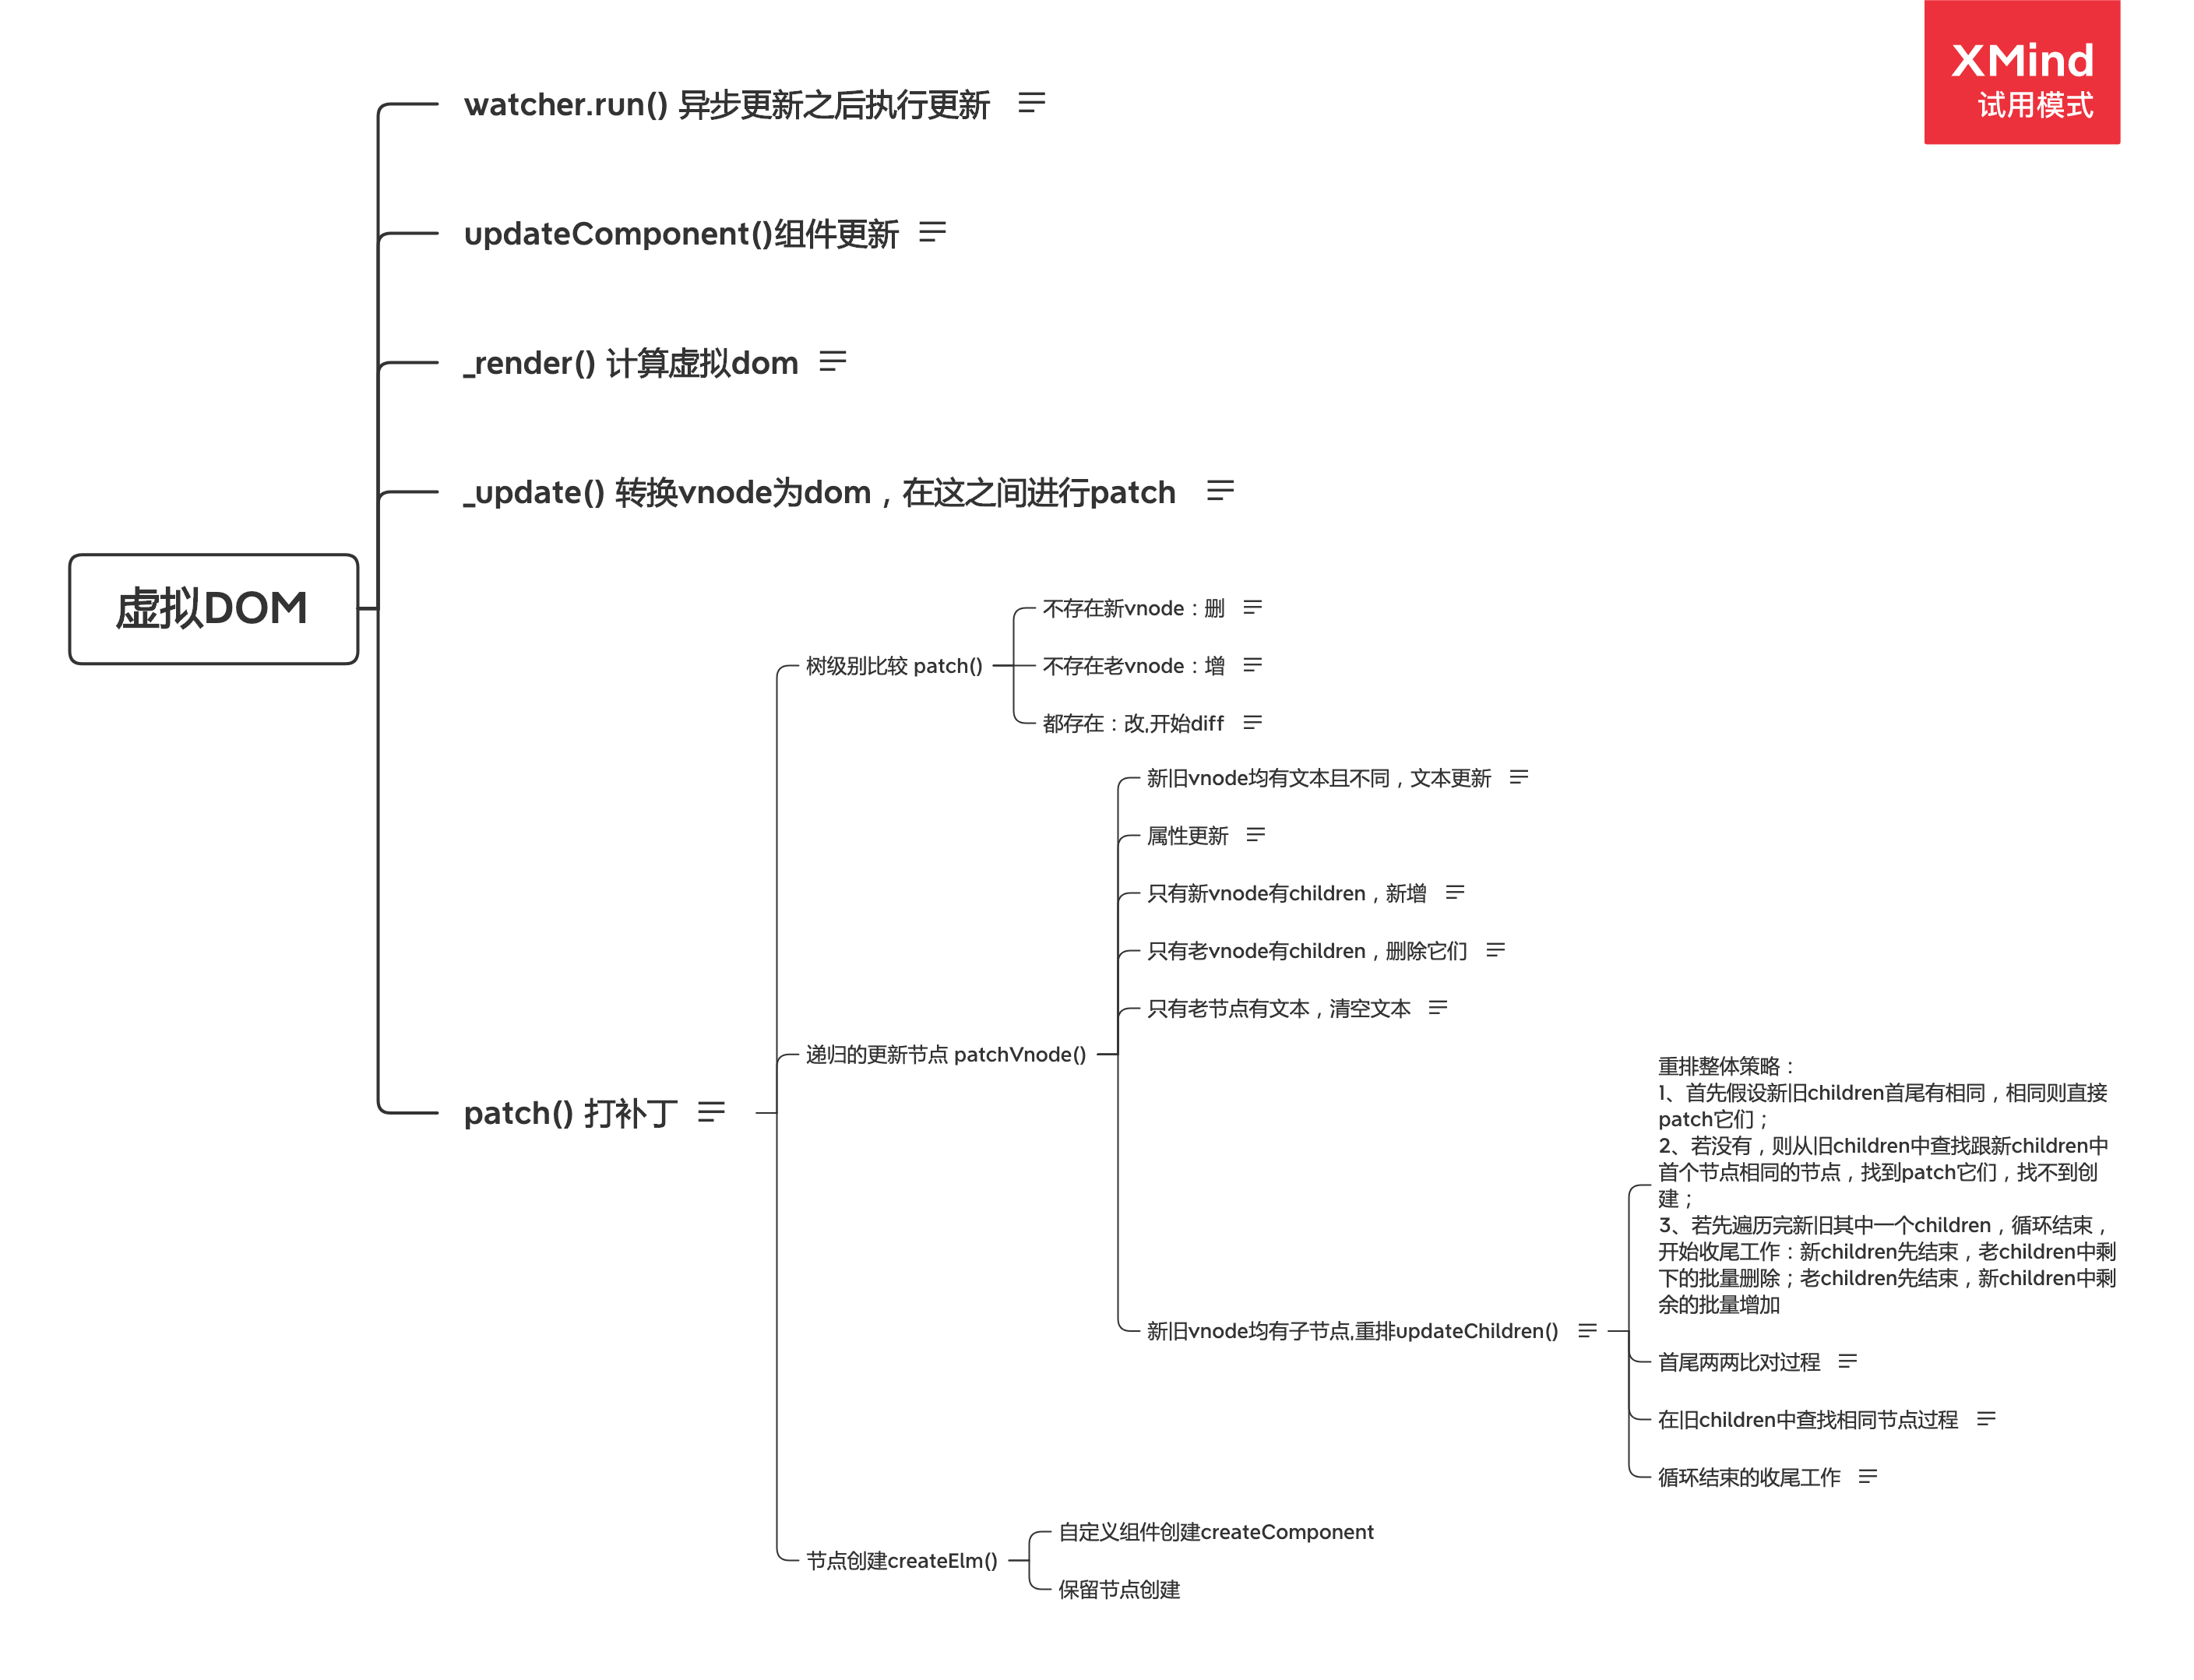 XMind
试用模式
watcher.run() 异步更新之后执行更新
updateComponent()组件更新
_render() 计算虚拟dom
_update() 转换vnode为dom，在这之间进行patch
虚拟DOM
不存在新vnode：删
树级别比较 patch()
不存在老vnode：增
都存在：改,开始diff
新旧vnode均有文本且不同，文本更新
属性更新
只有新vnode有children，新增
只有老vnode有children，删除它们
只有老节点有文本，清空文本
递归的更新节点 patchVnode()
patch() 打补丁
重排整体策略：
1、首先假设新旧children首尾有相同，相同则直接
patch它们；
2、若没有，则从旧children中查找跟新children中
首个节点相同的节点，找到patch它们，找不到创
建；
3、若先遍历完新旧其中一个children，循环结束，
开始收尾工作：新children先结束，老children中剩
下的批量删除；老children先结束，新children中剩
余的批量增加
新旧vnode均有子节点,重排updateChildren()
首尾两两比对过程
在旧children中查找相同节点过程
循环结束的收尾工作
自定义组件创建createComponent
节点创建createElm()
保留节点创建